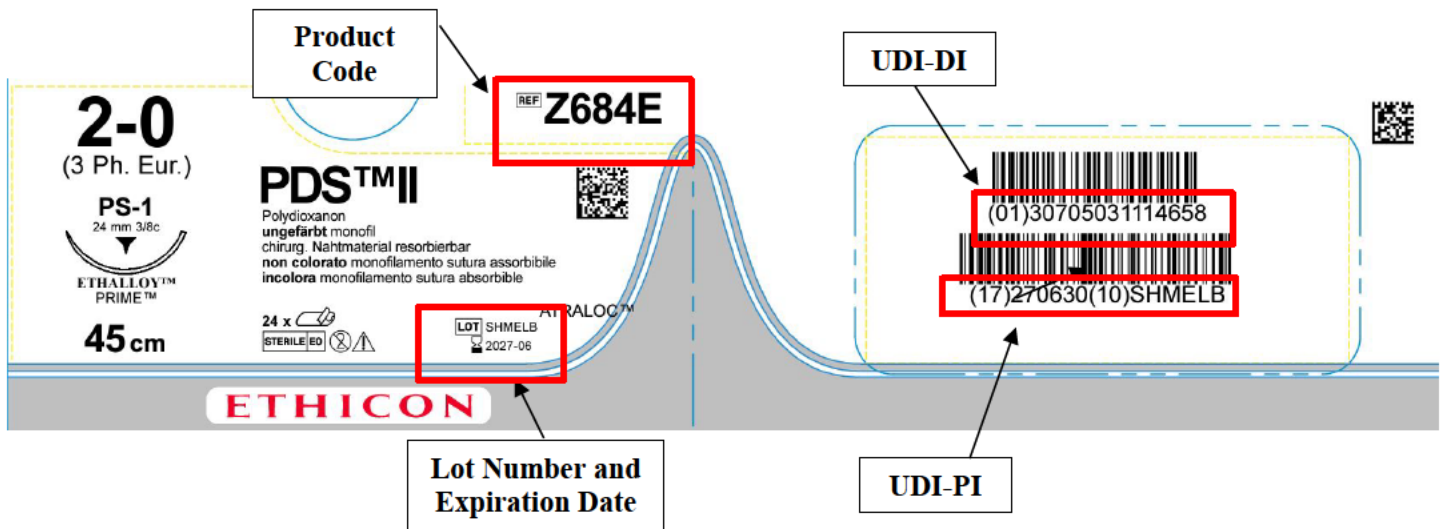 Product
Code
UDI-DI
2-0
(3 Ph. Eur.)
PS-1
24 mm 3/8c
ETHALLOY™
PRIME™
45 cm
REF Z684E
PDS™II
Polydioxanon
ungefärbt monofil
chirurg. Nahtmaterial resorbierbar
non colorato monofilamento sutura assorbibile
incolora monofilamento sutura absorbible
24 x
STERILE EO
ATRALOC™
LOT SHMELB
2027-06
ETHICON
(01)30705031114658
(17)270630(10)SHMELB
Lot Number and
Expiration Date
UDI-PI